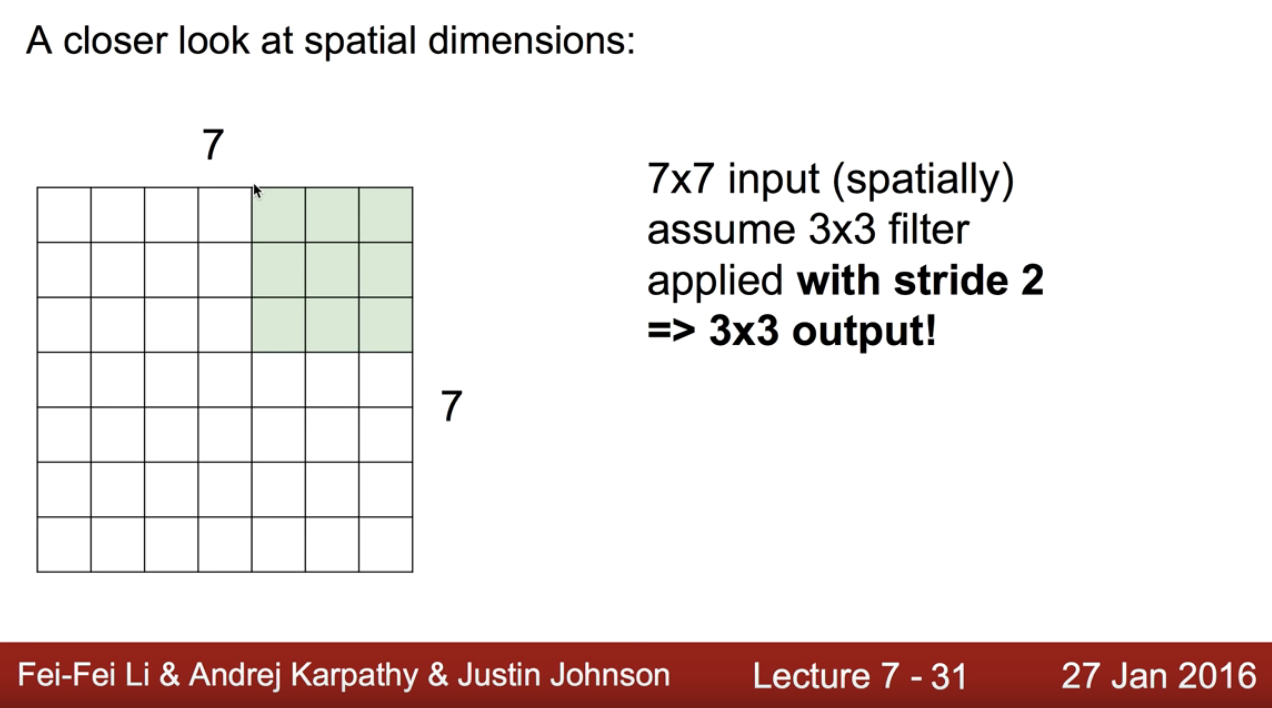 A closer look at spatial dimensions:
7
7x7 input (spatially)
assume 3x3 filter
applied with stride 2
=> 3x3 output!
7
Fei-Fei Li & Andrej Karpathy & Justin Johnson
Lecture 7 - 31
27 Jan 2016